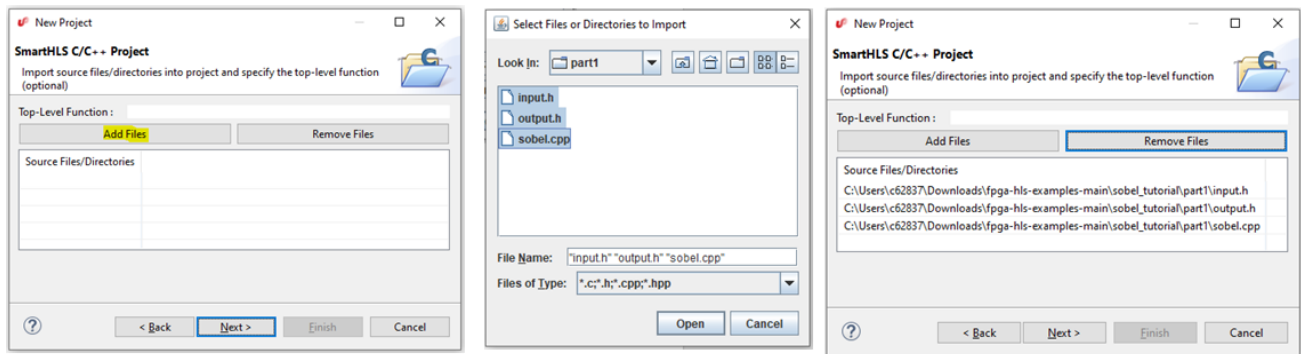 New Project
SmartHLS C/C++ Project
Import source files/directories into project and specify the top-level function
(optional)
Top-Level Function :
Add Files
Remove Files
Source Files/Directories
< Back
Next >
Finish
Cancel
Select Files or Directories to Import
Look In:
part1
input.h
output.h
sobel.cpp
File Name:
"input.h" "output.h" "sobel.cpp"
Files of Type:
*.c;*.h;*.cpp;*.hpp
Open
Cancel
New Project
SmartHLS C/C++ Project
Import source files/directories into project and specify the top-level function
(optional)
Top-Level Function :
Add Files
Remove Files
Source Files/Directories
C:\Users\c62837\Downloads\fpga-hls-examples-main\sobel_tutorial\part1\input.h
C:\Users\c62837\Downloads\fpga-hls-examples-main\sobel_tutorial\part1\output.h
C:\Users\c62837\Downloads\fpga-hls-examples-main\sobel_tutorial\part1\sobel.cpp
< Back
Next >
Finish
Cancel